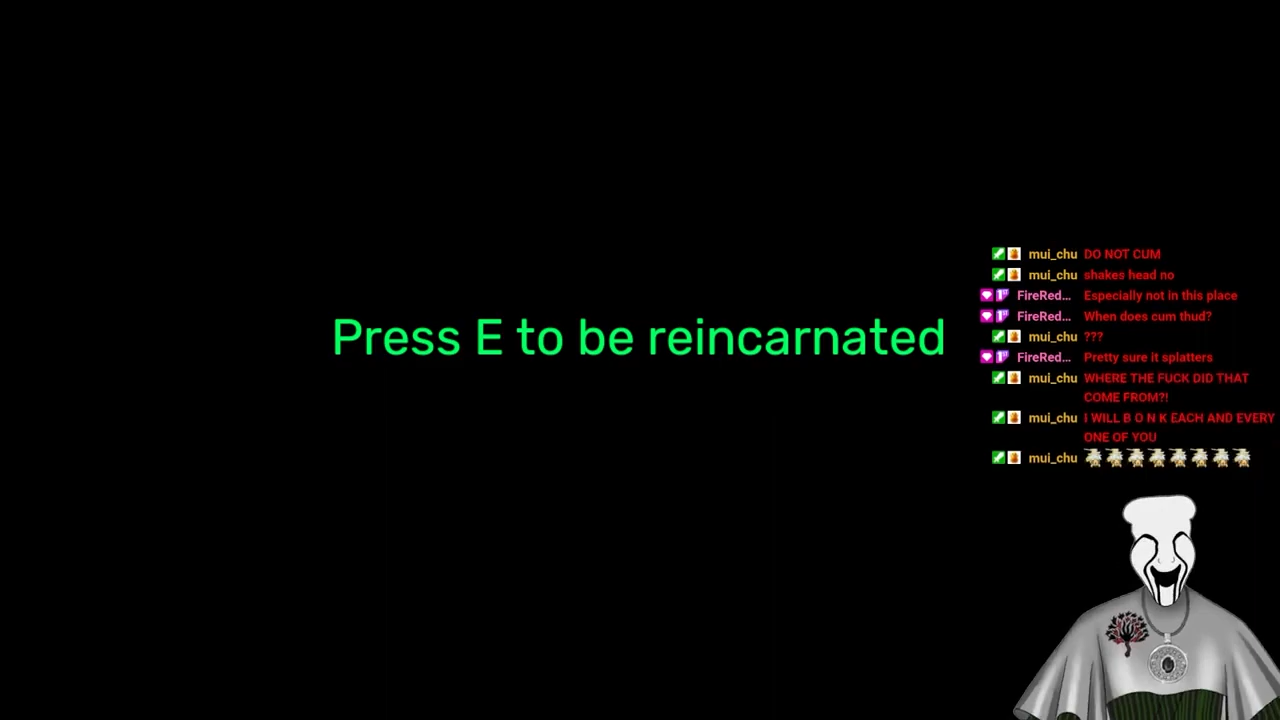 Press E to be reincarnated
mui_chu DO NOT CUM
mui_chu shakes head no
FireRed... Especially not in this place
FireRed... When does cum thud?
mui_chu ???
FireRed... Pretty sure it splatters
mui_chu WHERE THE FUCK DID THAT
COME FROM?!
mui_chu I WILL B O N K EACH AND EVERY
ONE OF YOU
mui_chu